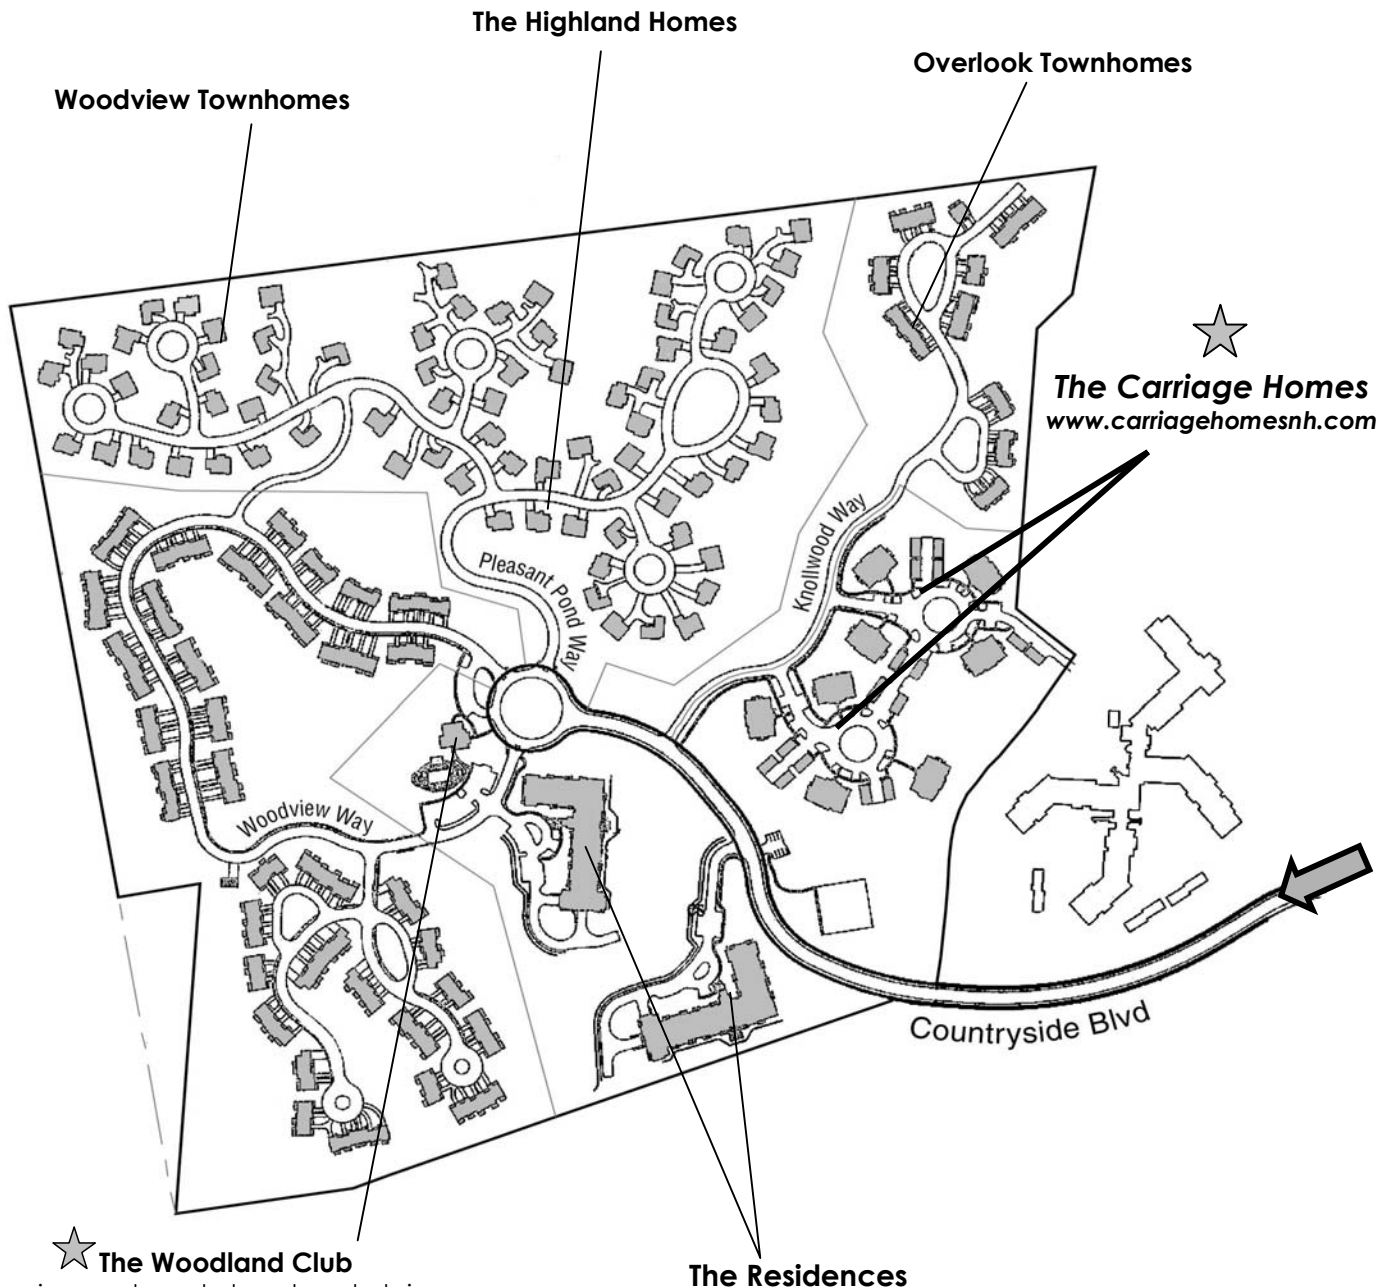 The Highland Homes
Overlook Townhomes
Woodview Townhomes
The Carriage Homes
www.carriagehomesnh.com
Knollwood Way
Pleasant Pond Way
Woodview Way
Countryside Blvd
The Woodland Club
The Residences